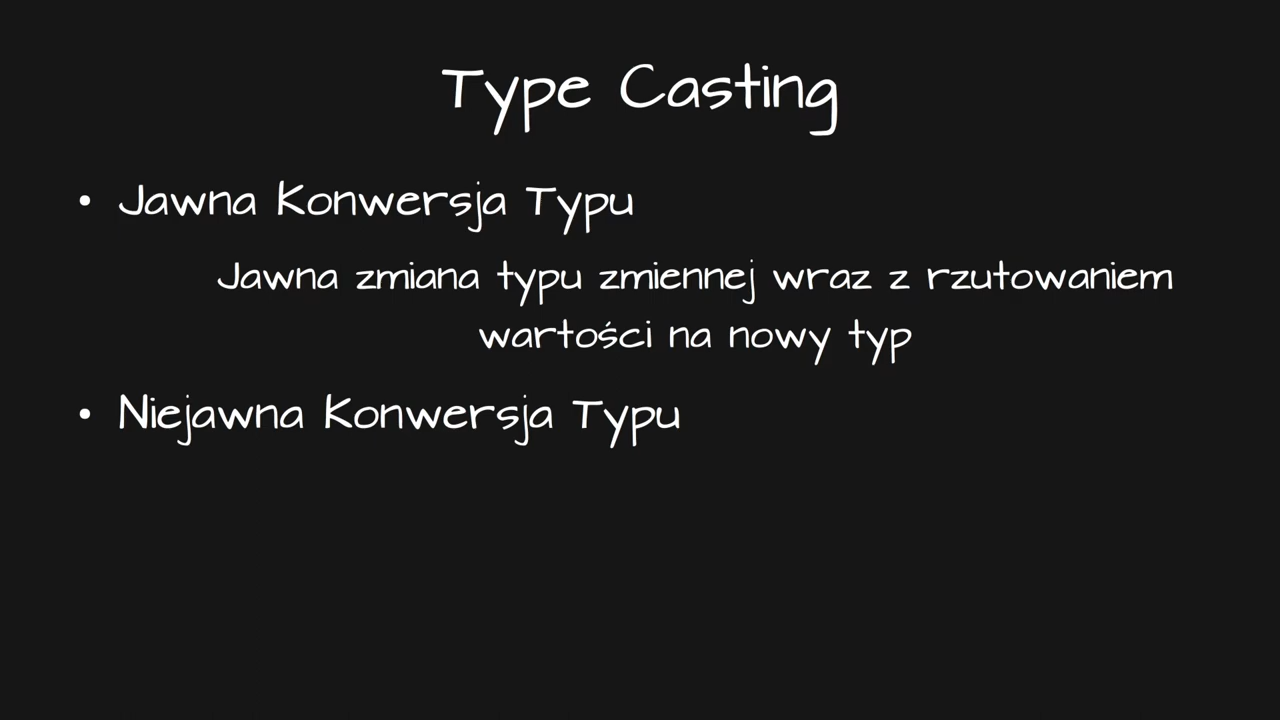 Type Casting
• Jawna Konwersja Typu
Jawna zmiana typu zmiennej wraz z rzutowaniem
wartości na nowy typ
• Niejawna Konwersja Typu